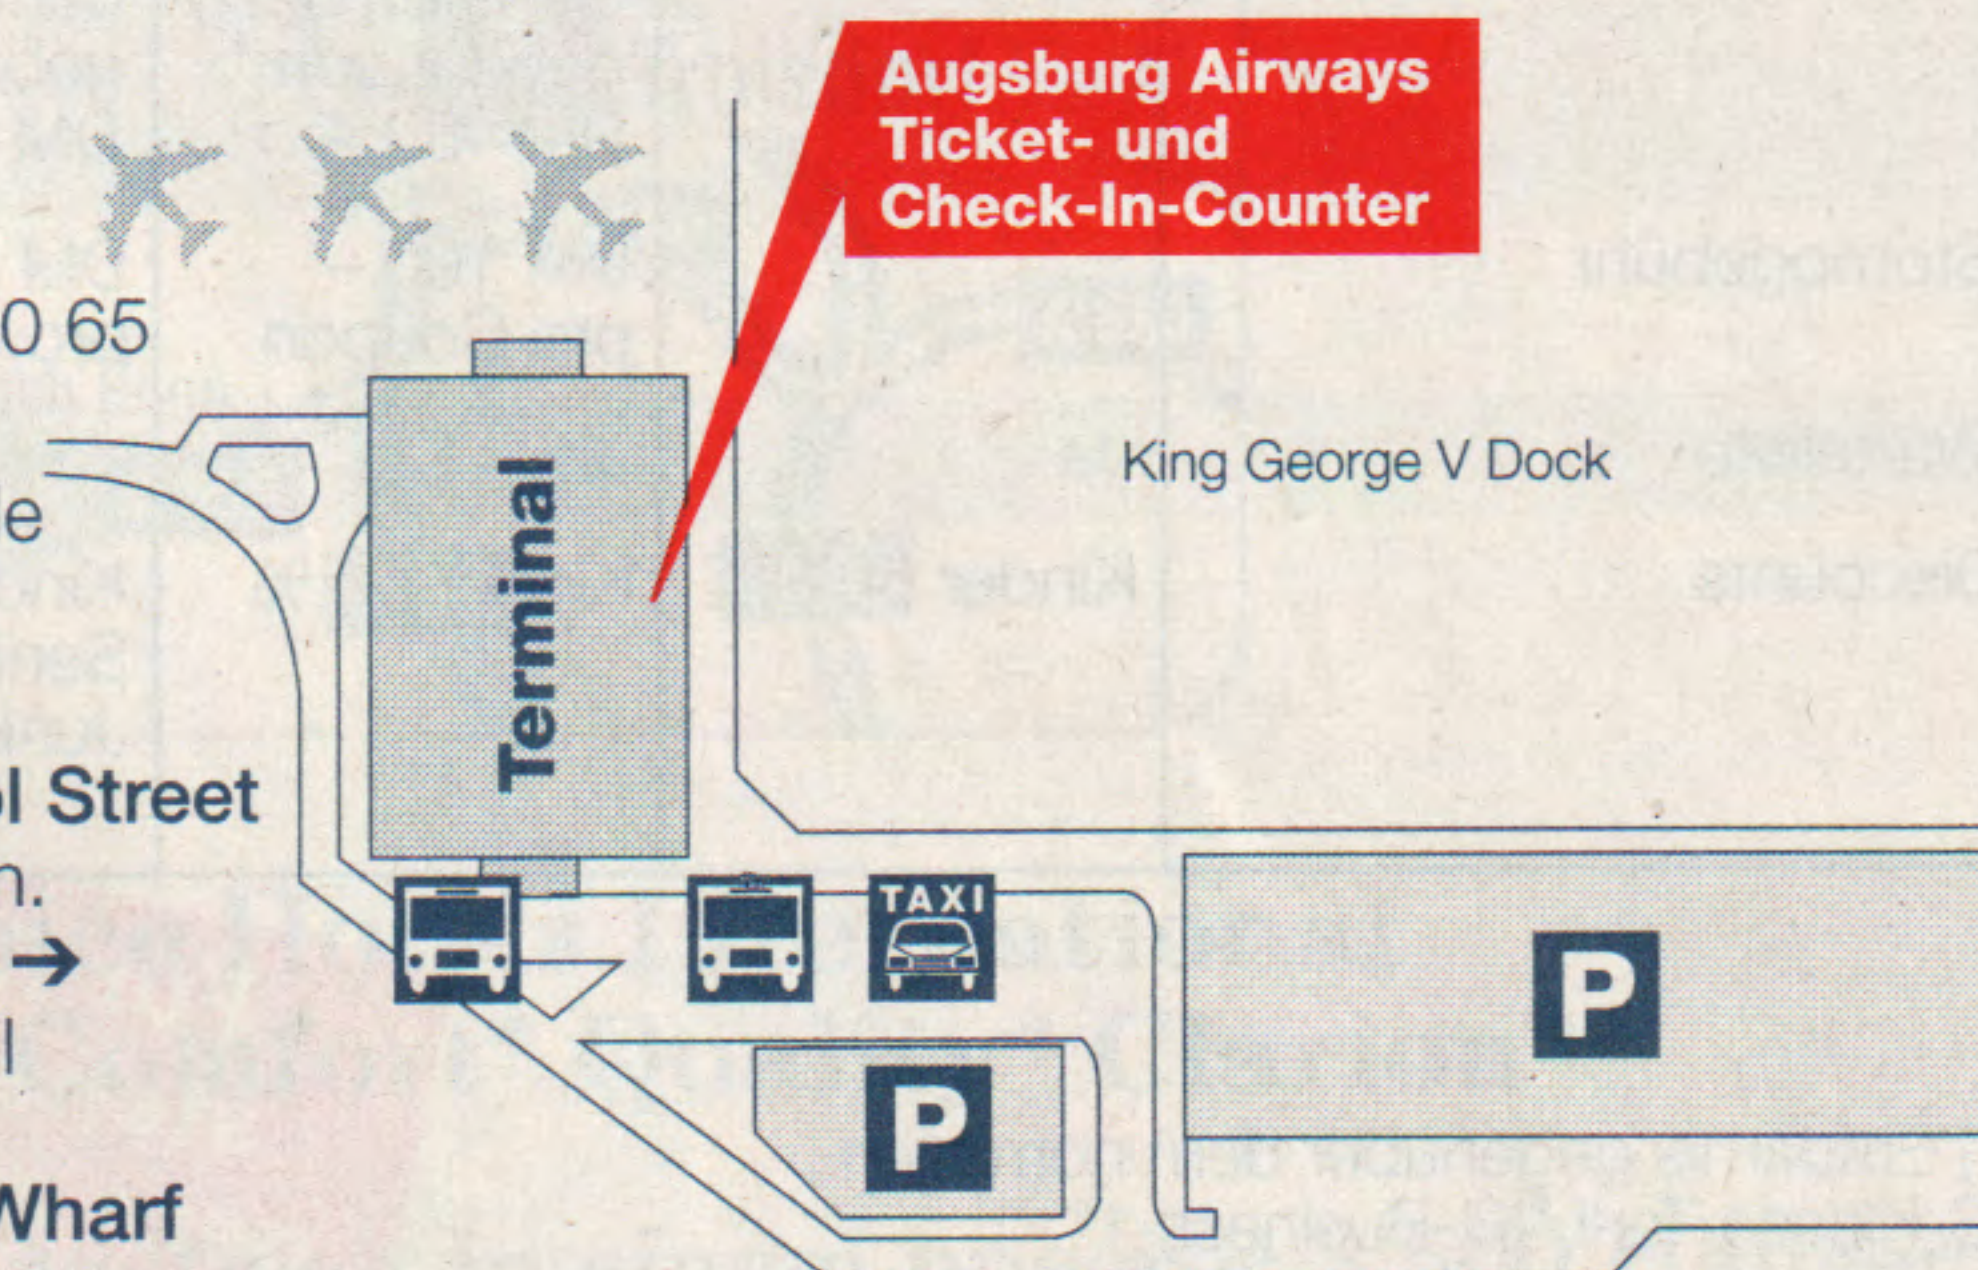 Augsburg Airways
Ticket- und
Check-In-Counter
0 65
King George V Dock
e
Terminal
l Street
n.
TAXI
→
P
l
P
Wharf